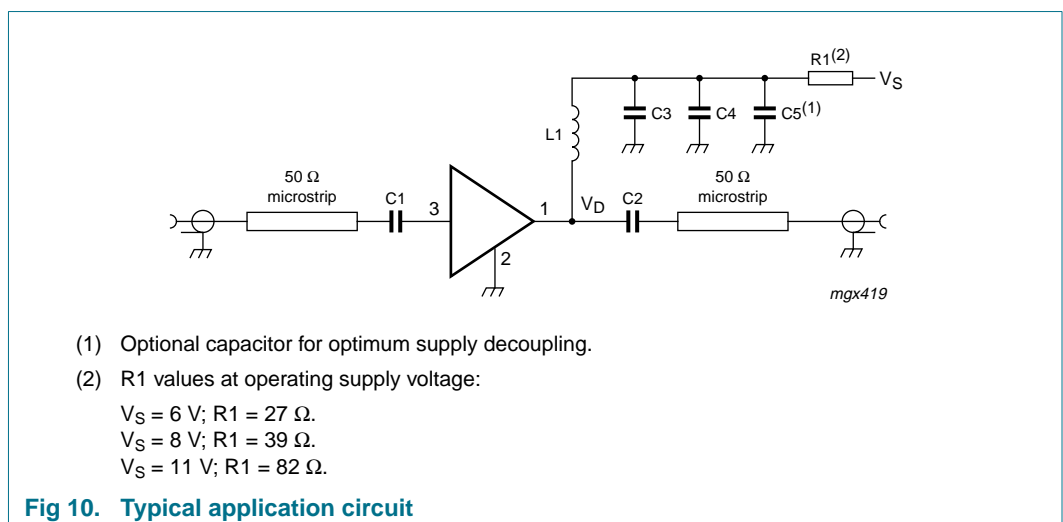 R1(2)
VS
C3
C4
C5(1)
L1
50 Ω
microstrip
C1
3
1
VD
C2
50 Ω
microstrip
2
mgx419
(1) Optional capacitor for optimum supply decoupling.
(2) R1 values at operating supply voltage:
VS = 6 V; R1 = 27 Ω.
VS = 8 V; R1 = 39 Ω.
VS = 11 V; R1 = 82 Ω.
Fig 10. Typical application circuit